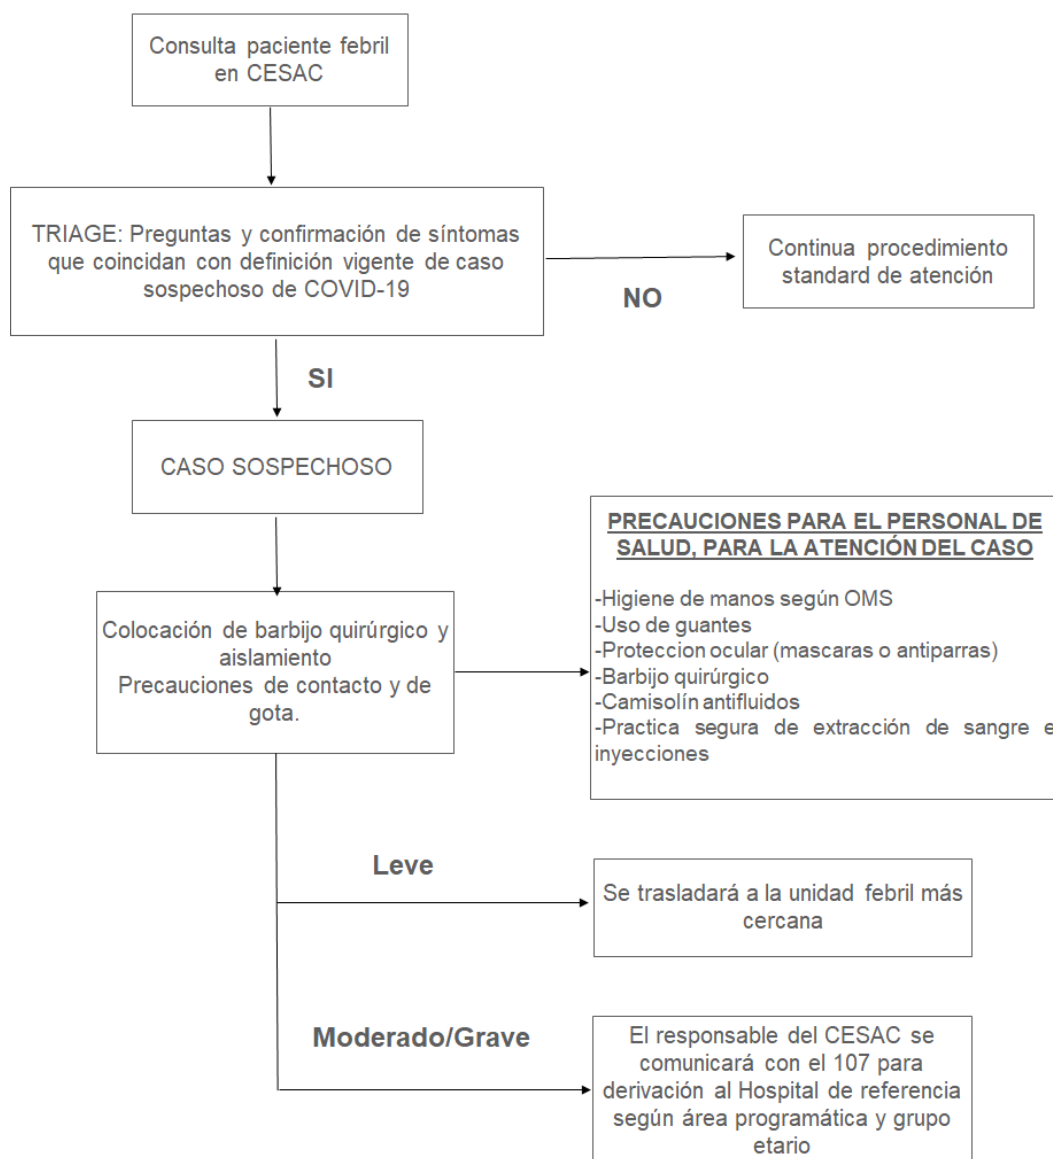 Consulta paciente febril
en CESAC
TRIAGE: Preguntas y confirmación de síntomas
que coincidan con definición vigente de caso
sospechoso de COVID-19
Continua procedimiento
standard de atención
NO
SI
CASO SOSPECHOSO
PRECAUCIONES PARA EL PERSONAL DE
SALUD, PARA LA ATENCIÓN DEL CASO
-Higiene de manos según OMS
-Uso de guantes
-Proteccion ocular (mascaras o antiparras)
-Barbijo quirúrgico
-Camisolín antifluidos
-Practica segura de extracción de sangre e
inyecciones
Colocación de barbijo quirúrgico y
aislamiento
Precauciones de contacto y de
gota.
Leve
Se trasladará a la unidad febril más
cercana
Moderado/Grave
El responsable del CESAC se
comunicará con el 107 para
derivación al Hospital de referencia
según área programática y grupo
etario